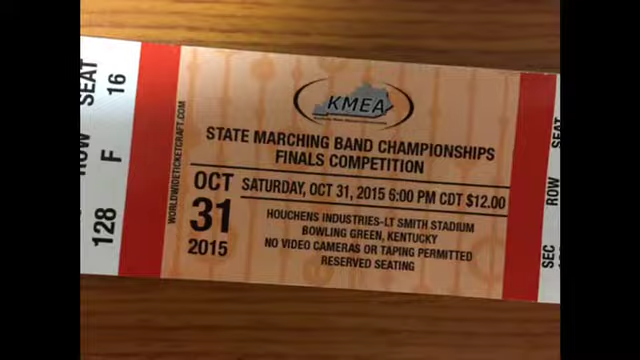 SEAT 16
ROW F
128
WORLDWIDETICKETCRAFT.COM
KMEA
STATE MARCHING BAND CHAMPIONSHIPS
FINALS COMPETITION
OCT
31
2015
SATURDAY, OCT 31, 2015 6:00 PM CDT $12.00
HOUCHENS INDUSTRIES-LT SMITH STADIUM
BOWLING GREEN, KENTUCKY
NO VIDEO CAMERAS OR TAPING PERMITTED
RESERVED SEATING
SEAT
ROW
SEC